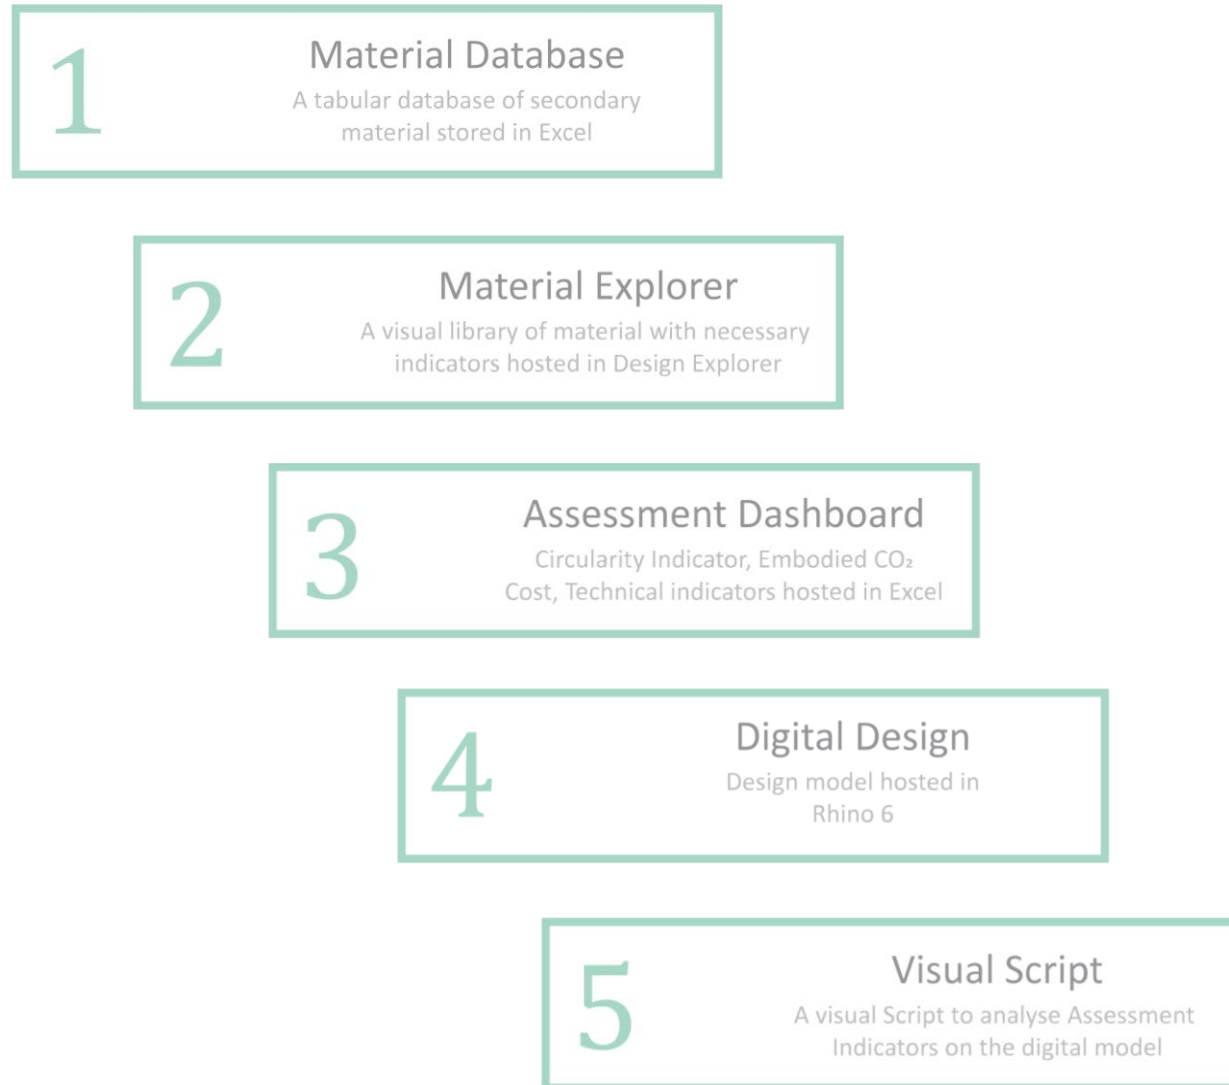 1
Material Database
A tabular database of secondary
material stored in Excel
2
Material Explorer
A visual library of material with necessary
indicators hosted in Design Explorer
3
Assessment Dashboard
Circularity Indicator, Embodied CO₂
Cost, Technical indicators hosted in Excel
4
Digital Design
Design model hosted in
Rhino 6
5
Visual Script
A visual Script to analyse Assessment
Indicators on the digital model